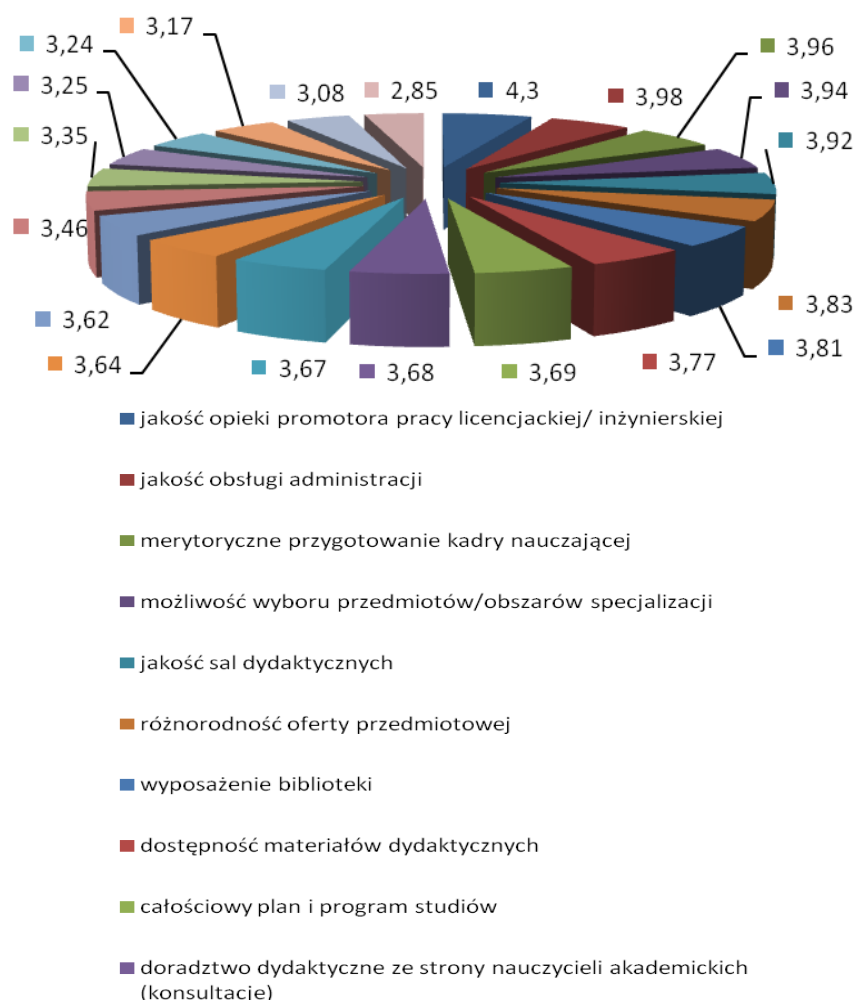 3,17
3,24
3,96
3,25
3,08
2,85
4,3
3,98
3,94
3,35
3,92
3,46
3,62
3,83
3,64
3,67
3,68
3,69
3,77
3,81
jakość opieki promotora pracy licencjackiej/ inżynierskiej
jakość obsługi administracji
merytoryczne przygotowanie kadry nauczającej
możliwość wyboru przedmiotów/obszarów specjalizacji
jakość sal dydaktycznych
różnorodność oferty przedmiotowej
wyposażenie biblioteki
dostępność materiałów dydaktycznych
całościowy plan i program studiów
doradztwo dydaktyczne ze strony nauczycieli akademickich
(konsultacje)